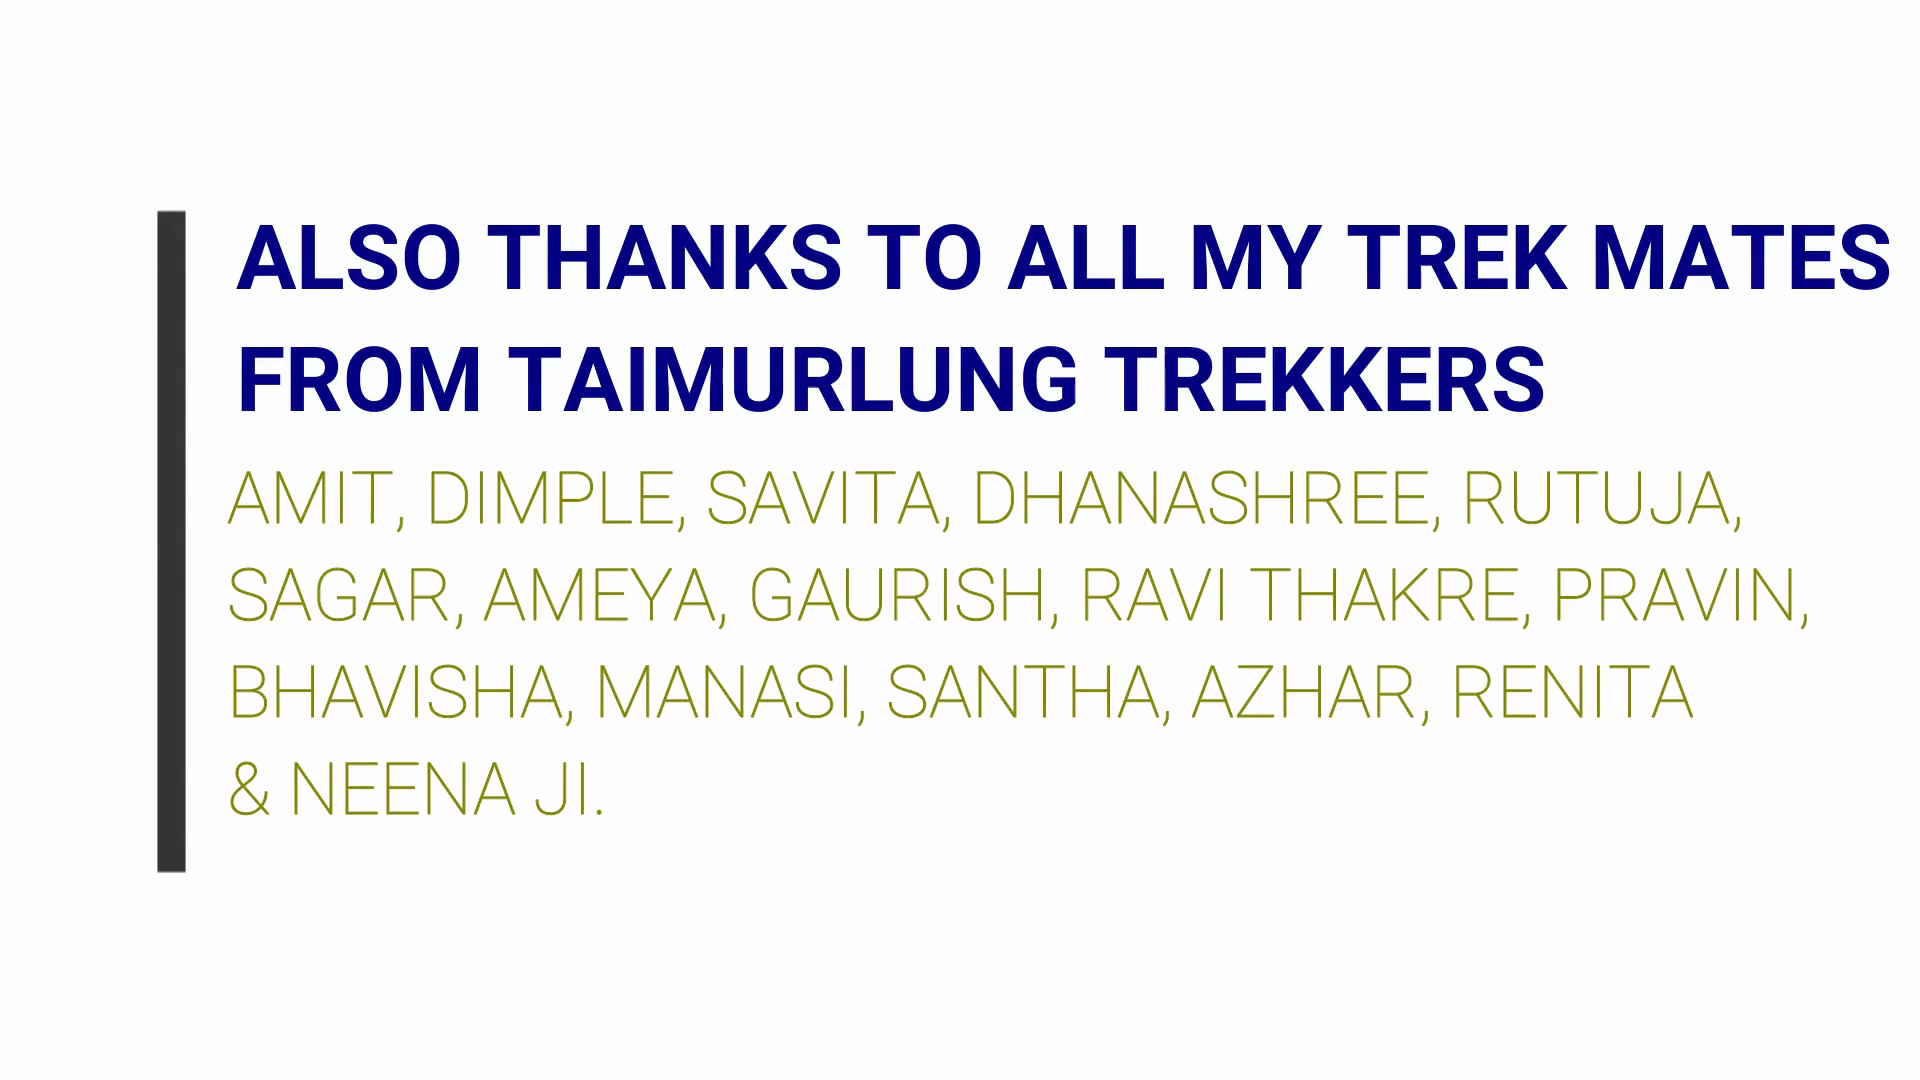 ALSO THANKS TO ALL MY TREK MATES
FROM TAIMURLUNG TREKKERS
AMIT, DIMPLE, SAVITA, DHANASHREE, RUTUJA,
SAGAR, AMEYA, GAURISH, RAVI THAKRE, PRAVIN,
BHAVISHA, MANASI, SANTHA, AZHAR, RENITA
& NEENA JI.